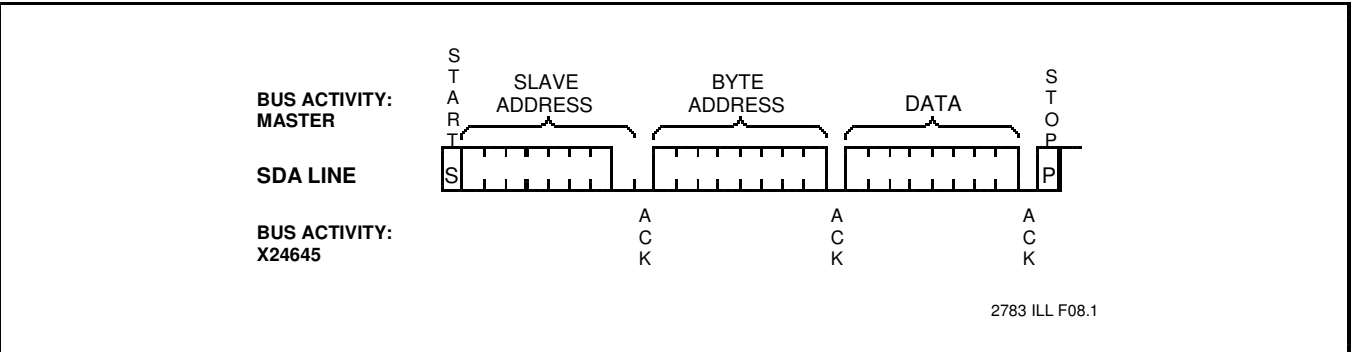 START
SLAVE ADDRESS
BYTE ADDRESS
DATA
STOP
BUS ACTIVITY:
MASTER
SDA LINE
S
P
BUS ACTIVITY:
X24645
ACK
ACK
ACK
2783 ILL F08.1